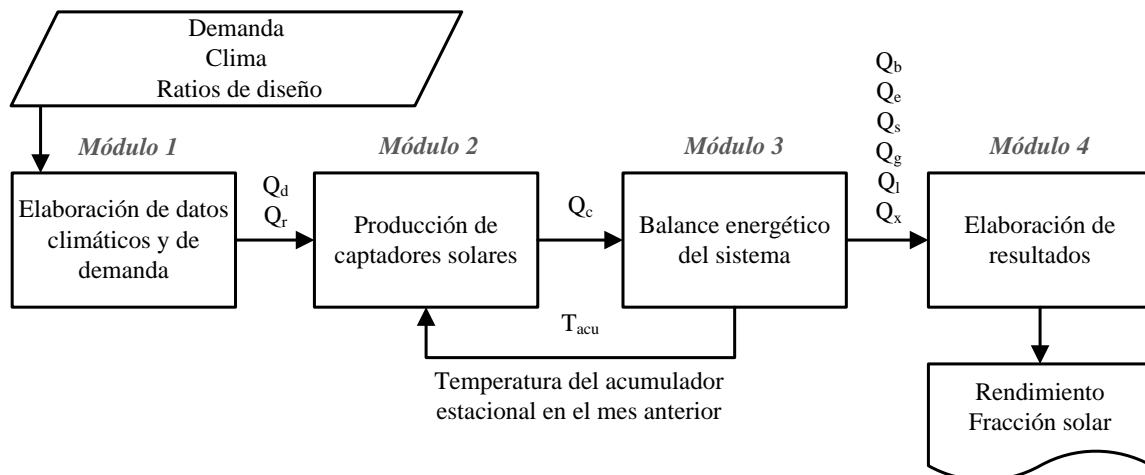 Demanda
Clima
Ratios de diseño
Módulo 1
Módulo 2
Módulo 3
Módulo 4
Elaboración de datos
climáticos y de
demanda
Q_d
Q_r
Producción de
captadores solares
Q_c
Balance energético
del sistema
Q_b
Q_e
Q_s
Q_g
Q_l
Q_x
Elaboración de
resultados
T_acu
Temperatura del acumulador
estacional en el mes anterior
Rendimiento
Fracción solar